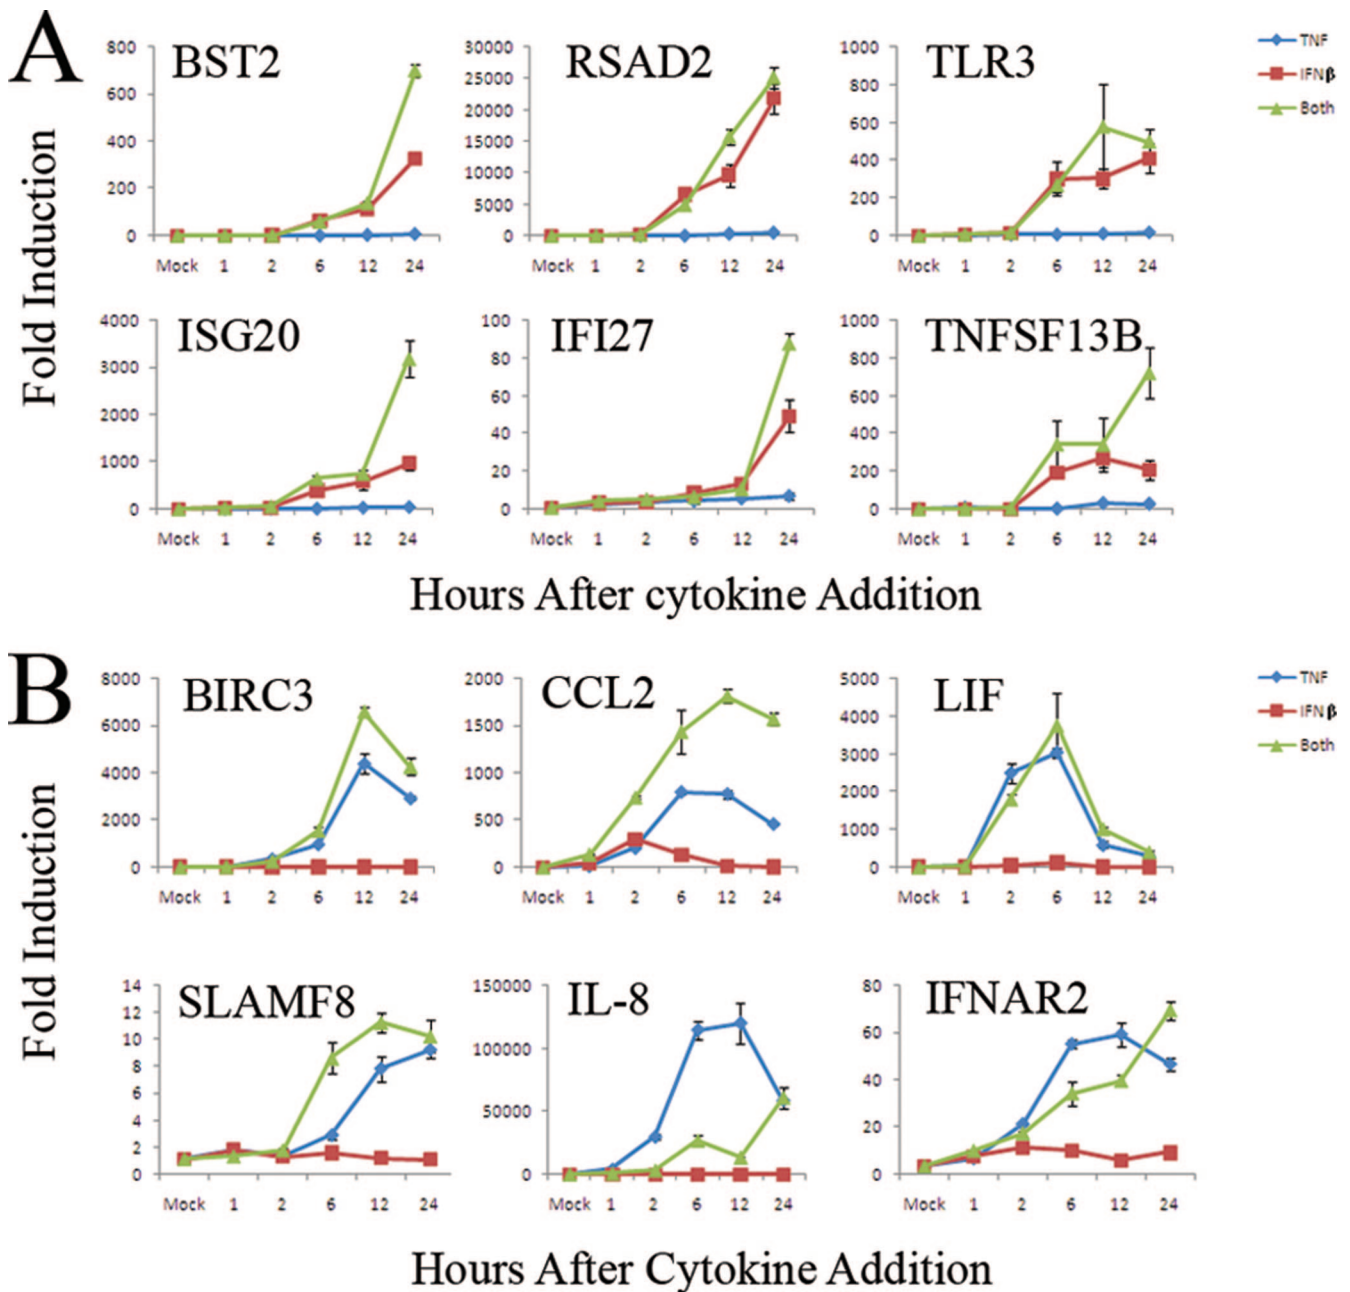 A
BST2
RSAD2
TLR3
TNF
IFNβ
Both
Fold Induction
800
600
400
200
0
Mock 1 2 6 12 24
30000
25000
20000
15000
10000
5000
0
Mock 1 2 6 12 24
1000
800
600
400
200
0
Mock 1 2 6 12 24
ISG20
IFI27
TNFSF13B
4000
3000
2000
1000
0
Mock 1 2 6 12 24
100
80
60
40
20
0
Mock 1 2 6 12 24
1000
800
600
400
200
0
Mock 1 2 6 12 24
Hours After cytokine Addition
B
BIRC3
CCL2
LIF
TNF
IFNβ
Both
Fold Induction
8000
6000
4000
2000
0
Mock 1 2 6 12 24
2000
1500
1000
500
0
Mock 1 2 6 12 24
5000
4000
3000
2000
1000
0
Mock 1 2 6 12 24
SLAMF8
IL-8
IFNAR2
14
12
10
8
6
4
2
0
Mock 1 2 6 12 24
150000
100000
50000
0
Mock 1 2 6 12 24
80
60
40
20
0
Mock 1 2 6 12 24
Hours After Cytokine Addition